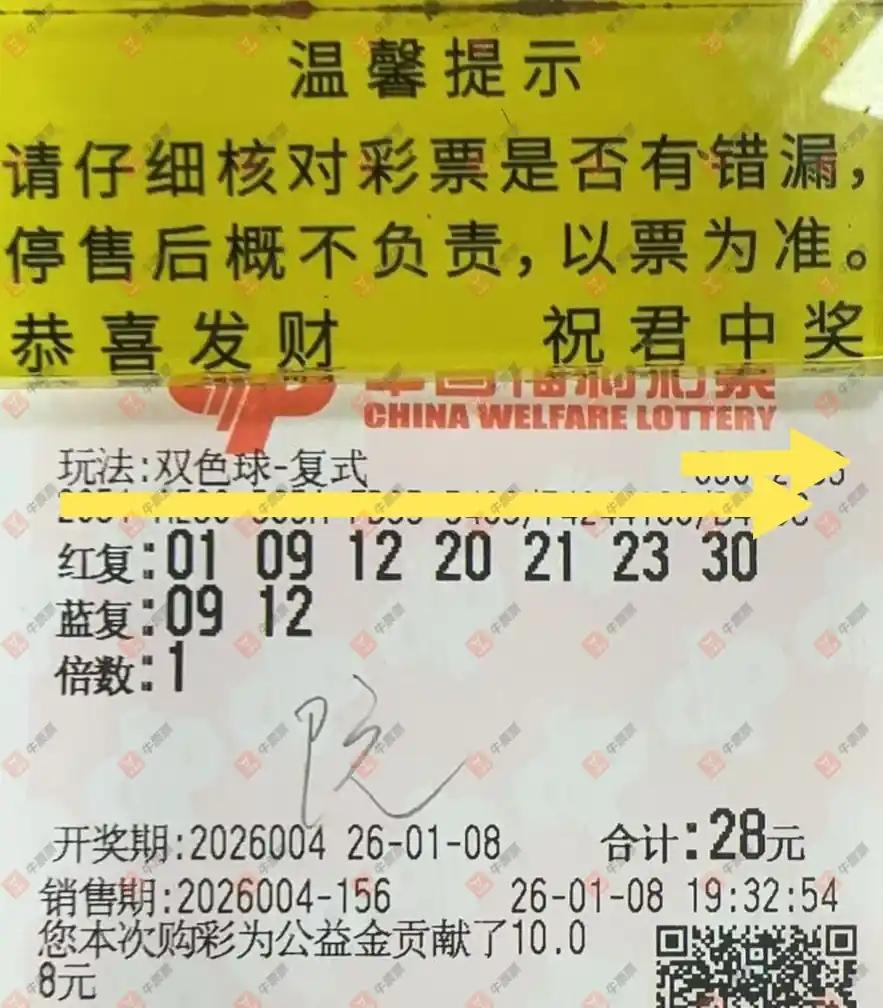 温馨提示
请仔细核对彩票是否有错漏，
停售后概不负责，以票为准。
恭喜发财 祝君中奖
CHINA WELFARE LOTTERY
玩法:双色球-复式
红复:01 09 12 20 21 23 30
蓝复:09 12
倍数:1
院
开奖期:2026004 26-01-08 合计:28元
销售期:2026004-156 26-01-08 19:32:54
您本次购彩为公益金贡献了10.0
8元